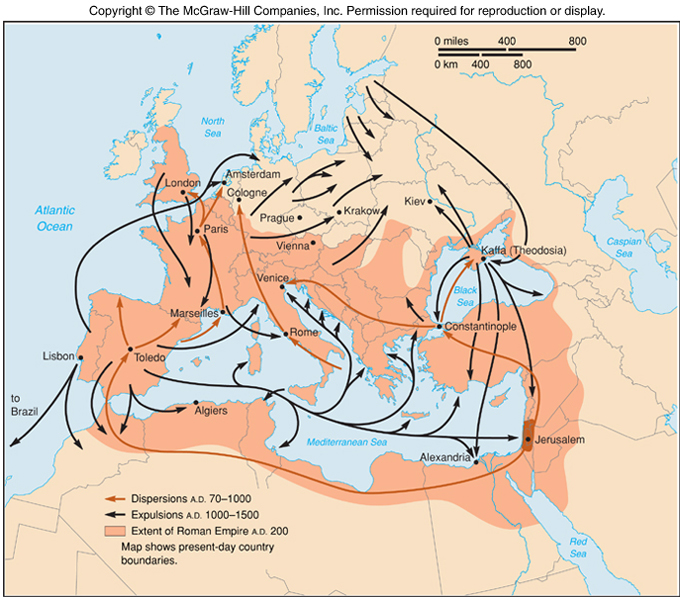 Copyright © The McGraw-Hill Companies, Inc. Permission required for reproduction or display.
0 miles 400 800
0 km 400 800
North
Sea
Baltic
Sea
Amsterdam
London
Cologne
Atlantic
Ocean
Paris
Prague
Krakow
Kiev
Vienna
Kaffa (Theodosia)
Caspian
Sea
Venice
Black
Sea
Marseilles
Rome
Constantinople
Lisbon
Toledo
to
Brazil
Algiers
Mediterranean Sea
Jerusalem
Alexandria
Dispersions A.D. 70–1000
Expulsions A.D. 1000–1500
Extent of Roman Empire A.D. 200
Map shows present-day country
boundaries.
Red
Sea